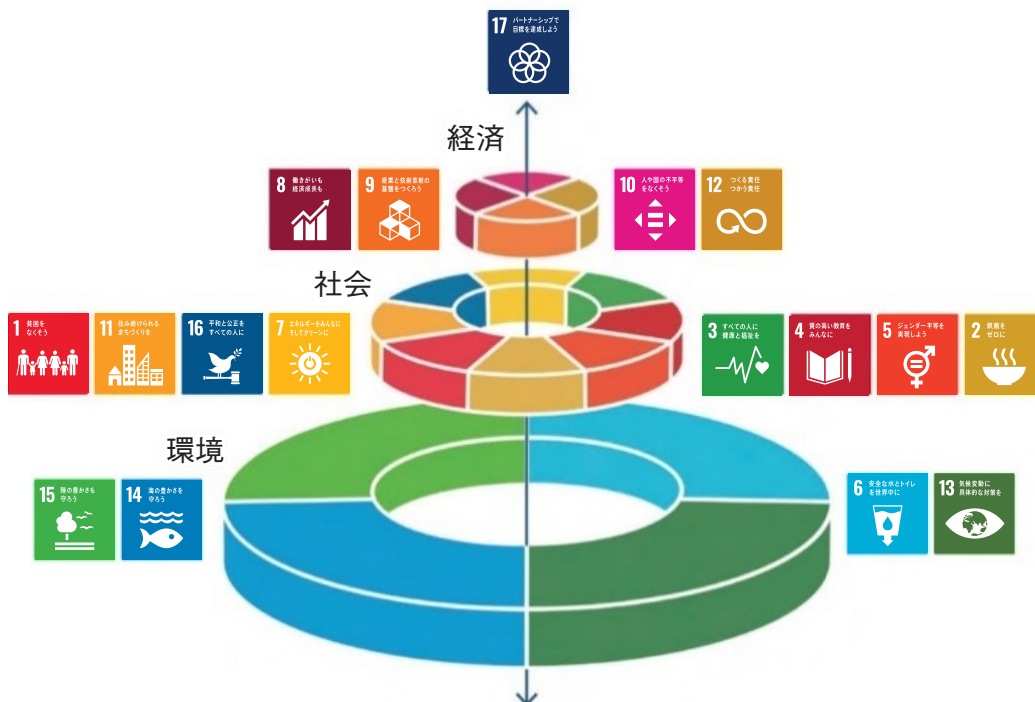 17 パートナーシップで
目標を達成しよう
経済
8 働きがいも
経済成長も
9 産業と技術革新の
基盤をつくろう
10 人や国の不平等
をなくそう
12 つくる責任
つかう責任
社会
1 貧困を
なくそう
11 住み続けられる
まちづくりを
16 平和と公正を
すべての人に
7 エネルギーをみんなに
そしてクリーンに
3 すべての人に
健康と福祉を
4 質の高い教育を
みんなに
5 ジェンダー平等を
実現しよう
2 飢餓を
ゼロに
環境
15 陸の豊かさも
守ろう
14 海の豊かさを
守ろう
6 安全な水とトイレ
を世界中に
13 気候変動に
具体的な対策を